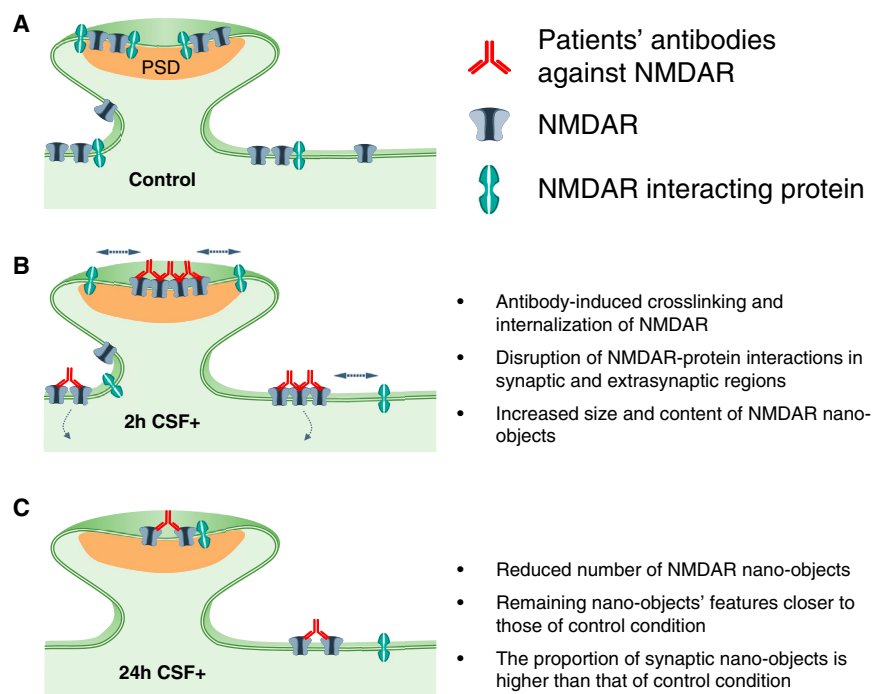 A
PSD
Control
Patients' antibodies
against NMDAR
NMDAR
NMDAR interacting protein
B
2h CSF+
• Antibody-induced crosslinking and
internalization of NMDAR
• Disruption of NMDAR-protein interactions in
synaptic and extrasynaptic regions
• Increased size and content of NMDAR nano-
objects
C
24h CSF+
• Reduced number of NMDAR nano-objects
• Remaining nano-objects' features closer to
those of control condition
• The proportion of synaptic nano-objects is
higher than that of control condition